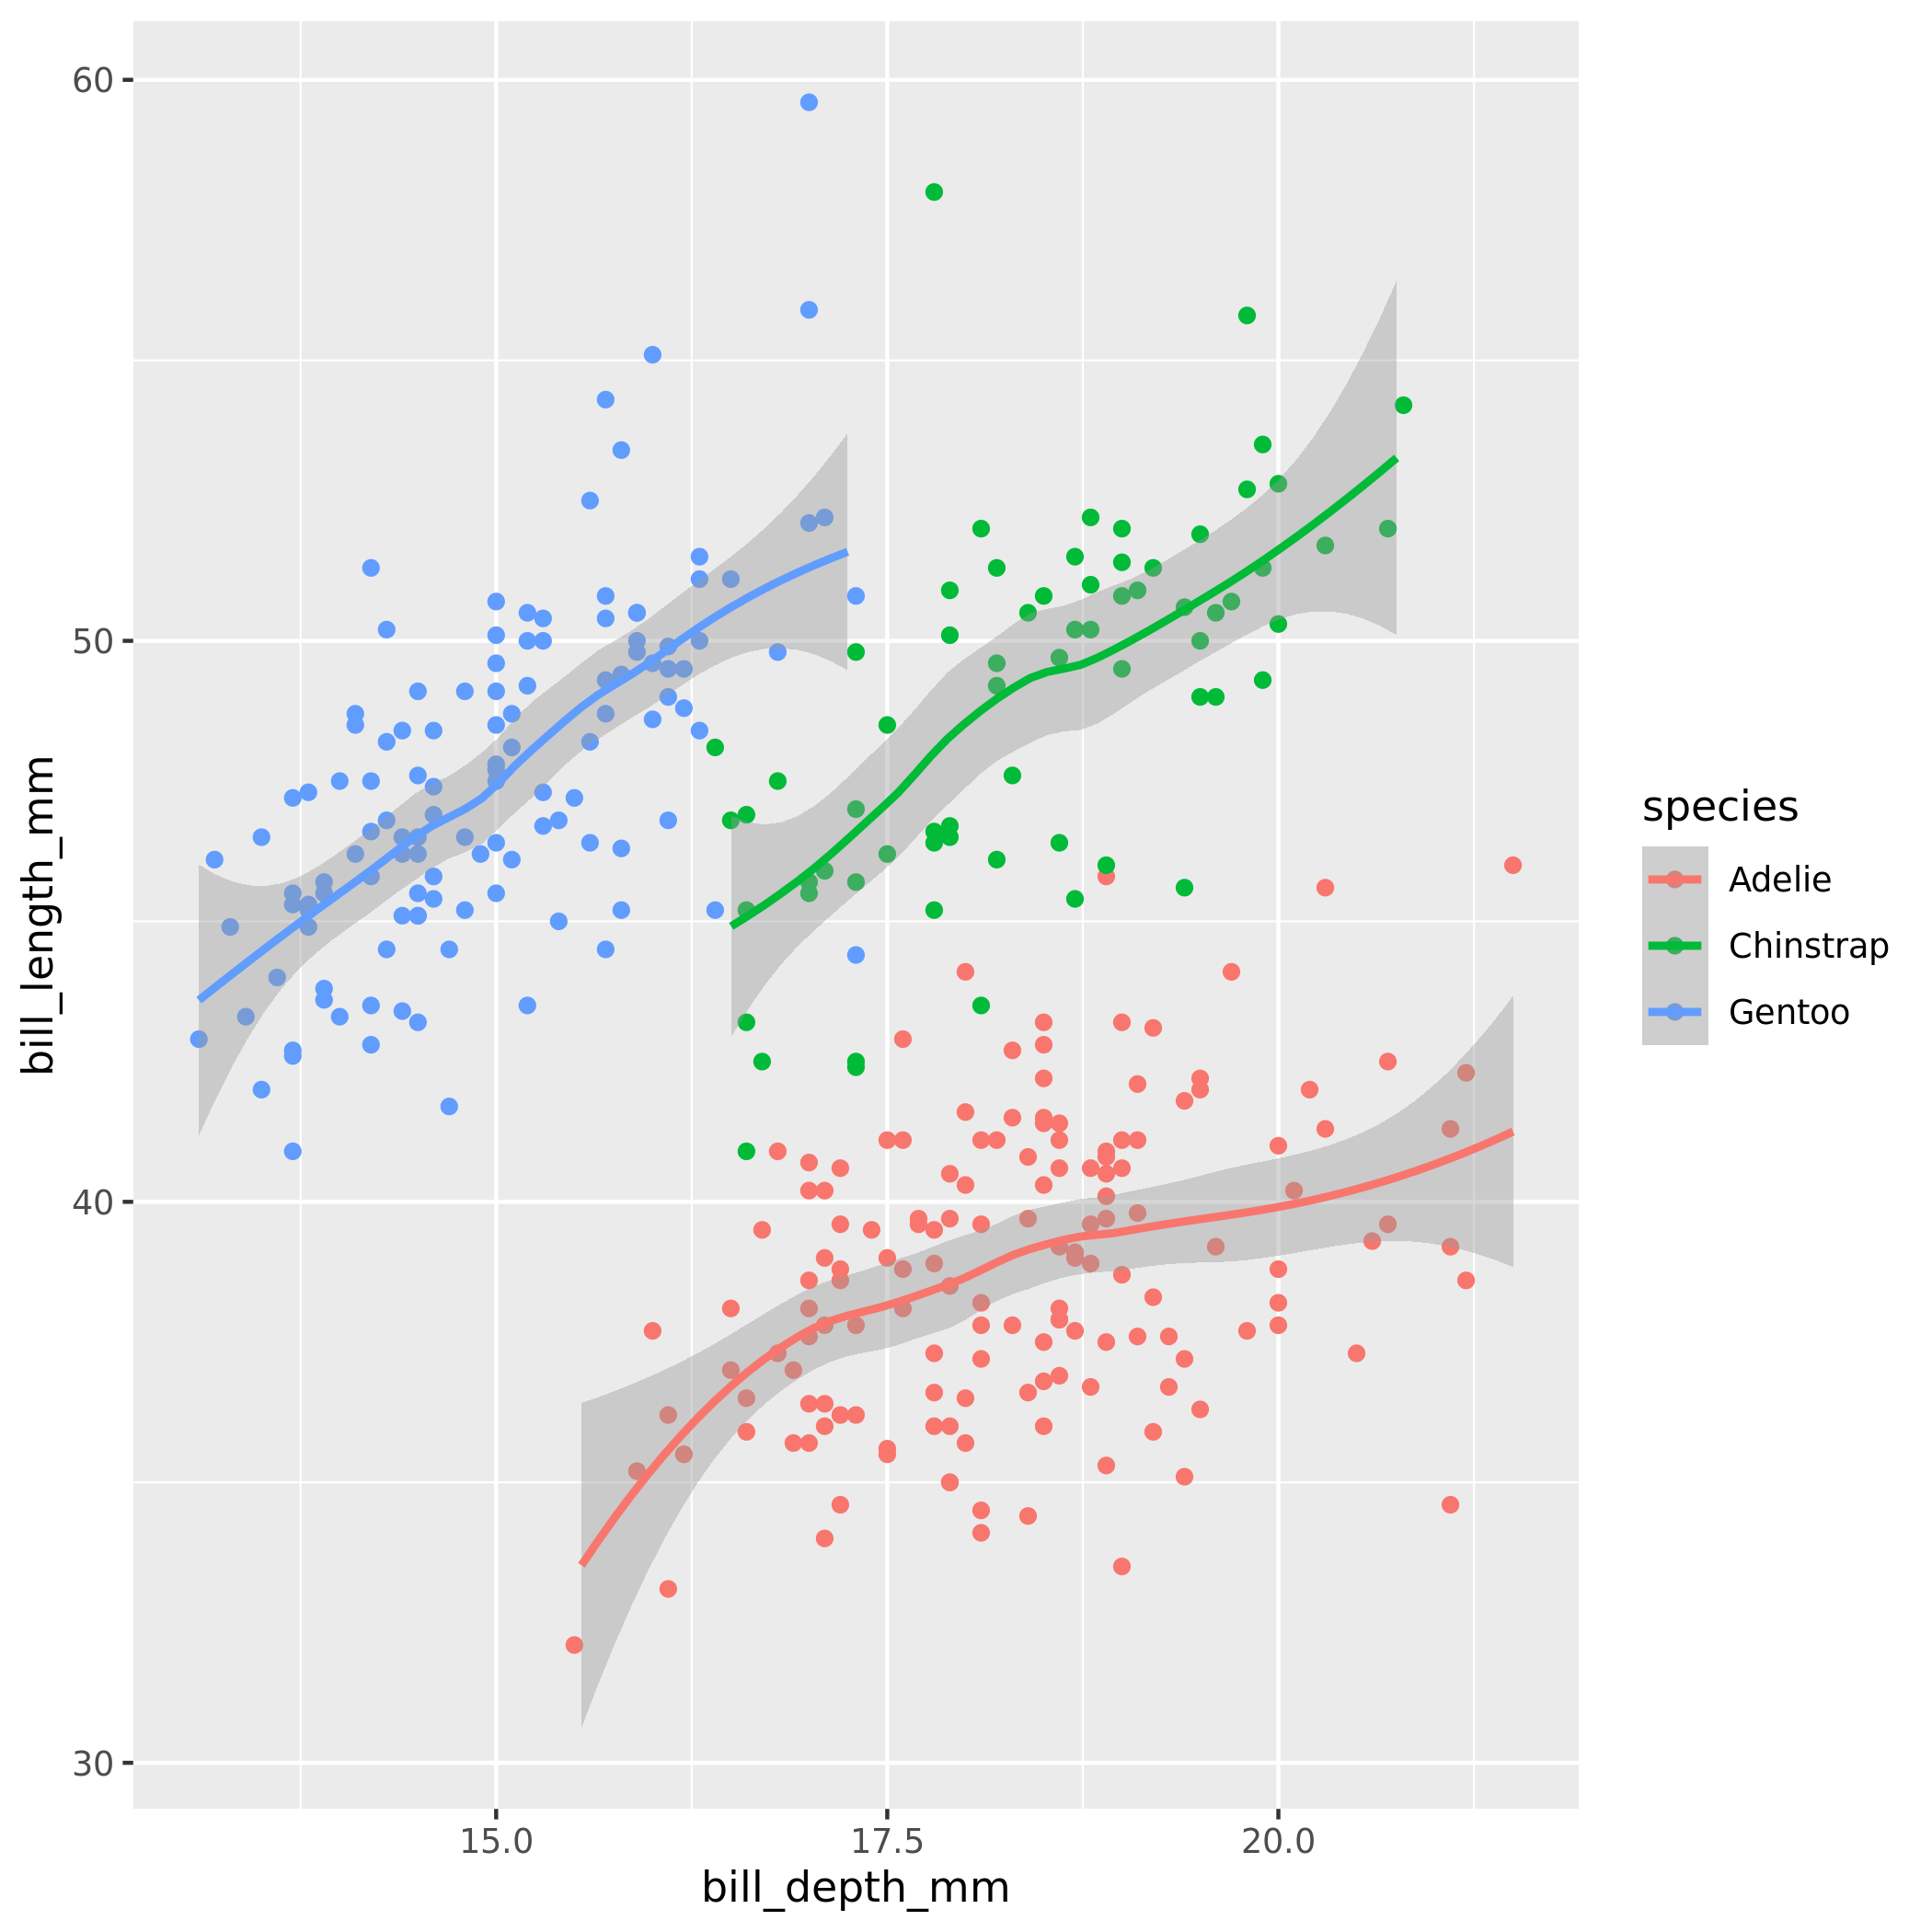 60
50
40
30
bill_length_mm
15.0 17.5 20.0
bill_depth_mm
species
Adelie
Chinstrap
Gentoo